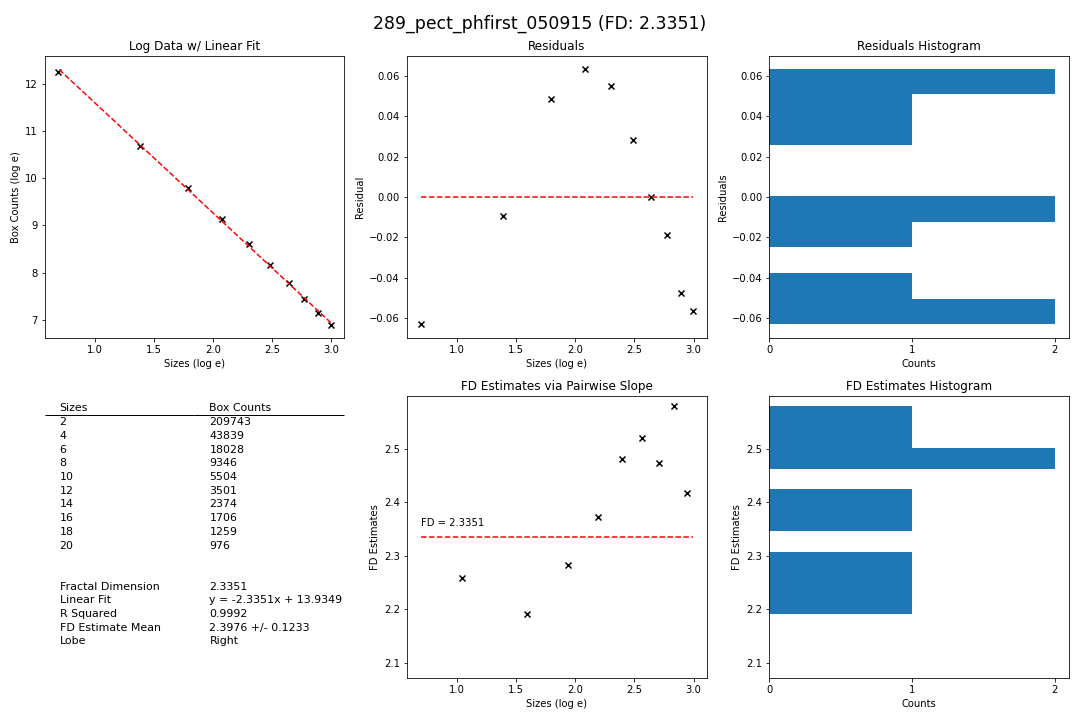 289_pect_phfirst_050915 (FD: 2.3351)
Log Data w/ Linear Fit
12
11
10
9
8
7
Box Counts (log e)
1.0 1.5 2.0 2.5 3.0
Sizes (log e)
Residuals
0.06
0.04
0.02
0.00
−0.02
−0.04
−0.06
Residual
1.0 1.5 2.0 2.5 3.0
Sizes (log e)
Residuals Histogram
0.06
0.04
0.02
0.00
−0.02
−0.04
−0.06
Residuals
0 1 2
Counts
Sizes Box Counts
2 209743
4 43839
6 18028
8 9346
10 5504
12 3501
14 2374
16 1706
18 1259
20 976
Fractal Dimension 2.3351
Linear Fit y = -2.3351x + 13.9349
R Squared 0.9992
FD Estimate Mean 2.3976 +/- 0.1233
Lobe Right
FD Estimates via Pairwise Slope
2.5
2.4
2.3
2.2
2.1
FD Estimates
FD = 2.3351
1.0 1.5 2.0 2.5 3.0
Sizes (log e)
FD Estimates Histogram
2.5
2.4
2.3
2.2
2.1
FD Estimates
0 1 2
Counts